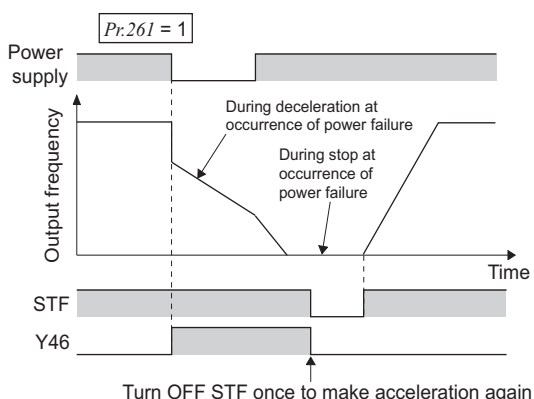 Pr.261 = 1
Power
supply
During deceleration at
occurrence of power failure
During stop at
occurrence of
power failure
Output frequency
Time
STF
Y46
Turn OFF STF once to make acceleration again